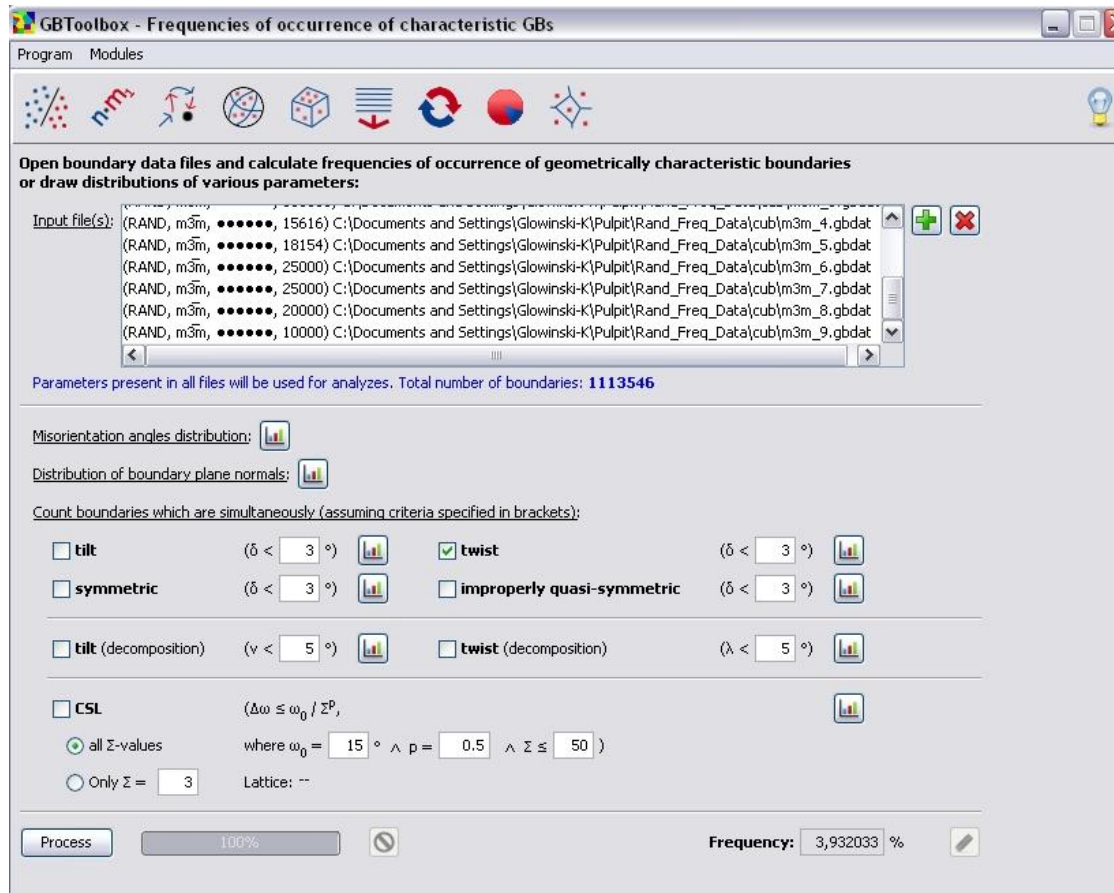 GBToolbox - Frequencies of occurrence of characteristic GBs
Program Modules
n·m₁
Open boundary data files and calculate frequencies of occurrence of geometrically characteristic boundaries
or draw distributions of various parameters:
Input file(s):
(RAND, m3̅m, ●●●●●●, 15616) C:\Documents and Settings\Glowinski-K\Pulpit\Rand_Freq_Data\cub\m3m_4.gbdat
(RAND, m3̅m, ●●●●●●, 18154) C:\Documents and Settings\Glowinski-K\Pulpit\Rand_Freq_Data\cub\m3m_5.gbdat
(RAND, m3̅m, ●●●●●●, 25000) C:\Documents and Settings\Glowinski-K\Pulpit\Rand_Freq_Data\cub\m3m_6.gbdat
(RAND, m3̅m, ●●●●●●, 25000) C:\Documents and Settings\Glowinski-K\Pulpit\Rand_Freq_Data\cub\m3m_7.gbdat
(RAND, m3̅m, ●●●●●●, 20000) C:\Documents and Settings\Glowinski-K\Pulpit\Rand_Freq_Data\cub\m3m_8.gbdat
(RAND, m3̅m, ●●●●●●, 10000) C:\Documents and Settings\Glowinski-K\Pulpit\Rand_Freq_Data\cub\m3m_9.gbdat
Parameters present in all files will be used for analyzes. Total number of boundaries: 1113546
Misorientation angles distribution:
Distribution of boundary plane normals:
Count boundaries which are simultaneously (assuming criteria specified in brackets):
tilt (δ < 3 °) twist (δ < 3 °)
symmetric (δ < 3 °) improperly quasi-symmetric (δ < 3 °)
tilt (decomposition) (ν < 5 °) twist (decomposition) (λ < 5 °)
CSL (Δω ≤ ω₀ / Σᵖ,
all Σ-values where ω₀ = 15 ° ∧ p = 0.5 ∧ Σ ≤ 50 )
Only Σ = 3 Lattice: --
Process 100% Frequency: 3,932033 %